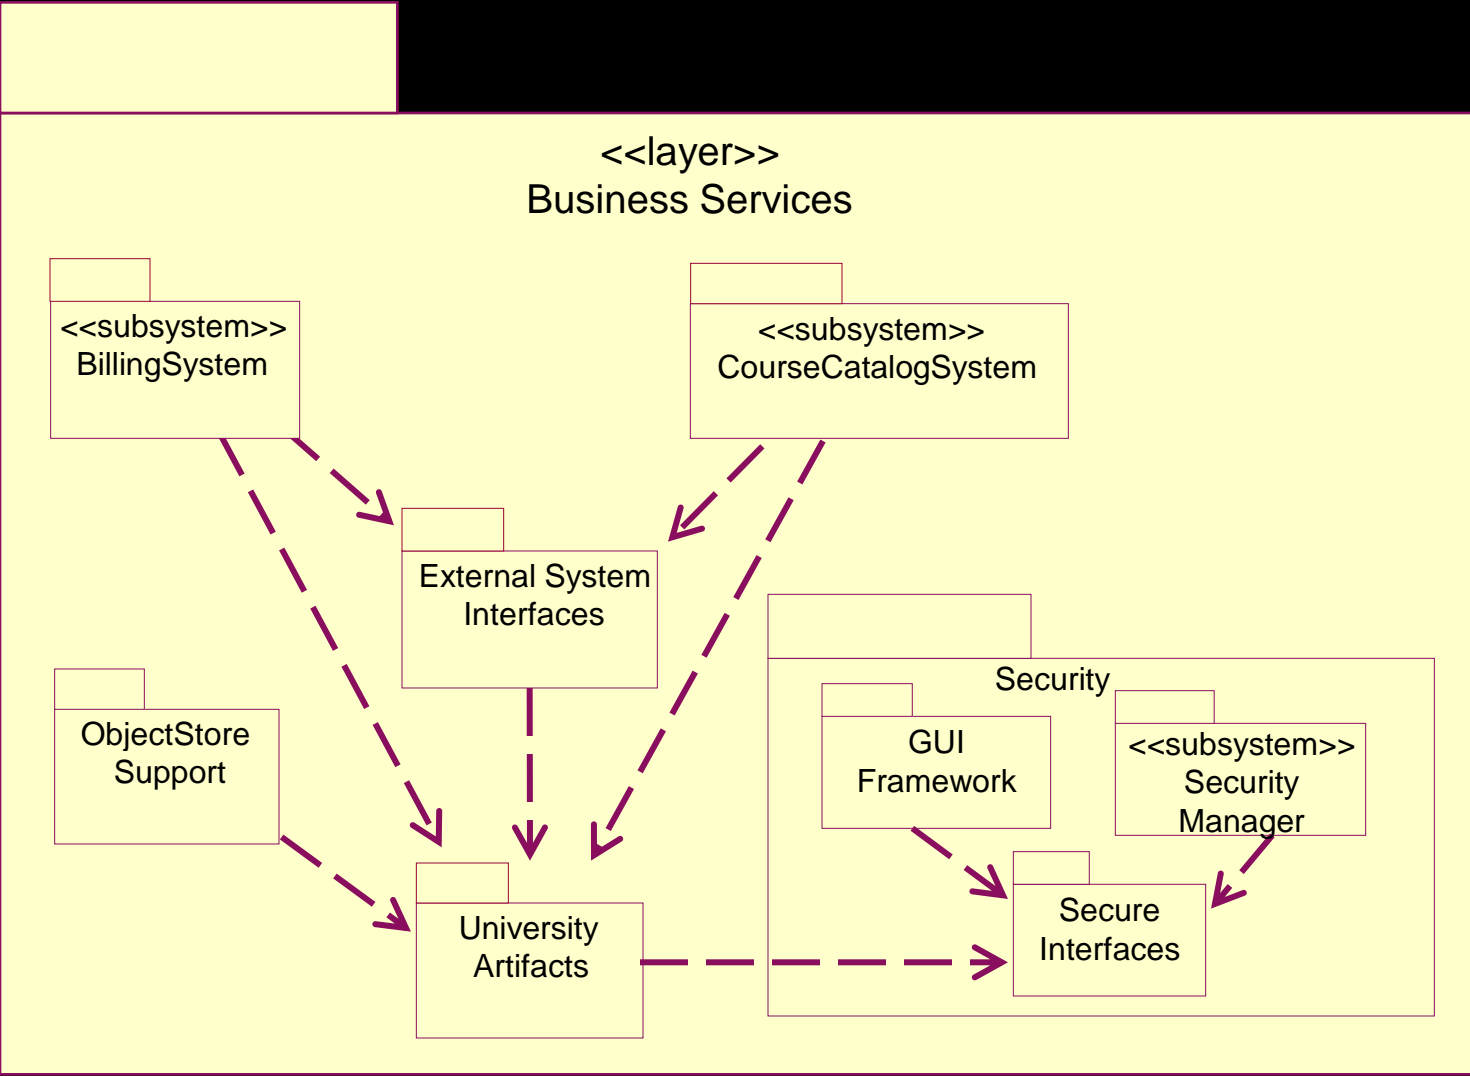 <<layer>>
Business Services
<<subsystem>>
BillingSystem
<<subsystem>>
CourseCatalogSystem
External System
Interfaces
Security
ObjectStore
Support
GUI
Framework
<<subsystem>>
Security
Manager
Secure
Interfaces
University
Artifacts